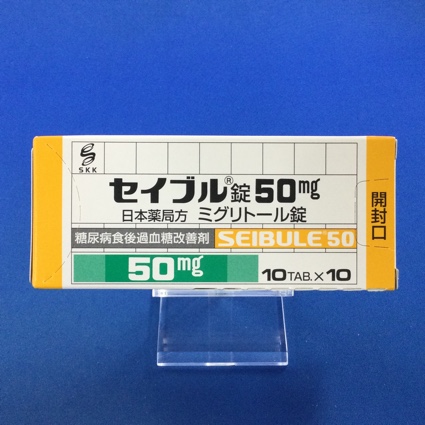 SKK
セイブル®錠50mg
日本薬局方 ミグリトール錠
糖尿病食後過血糖改善剤 SEIBULE 50
50mg 10TAB.×10
開封口